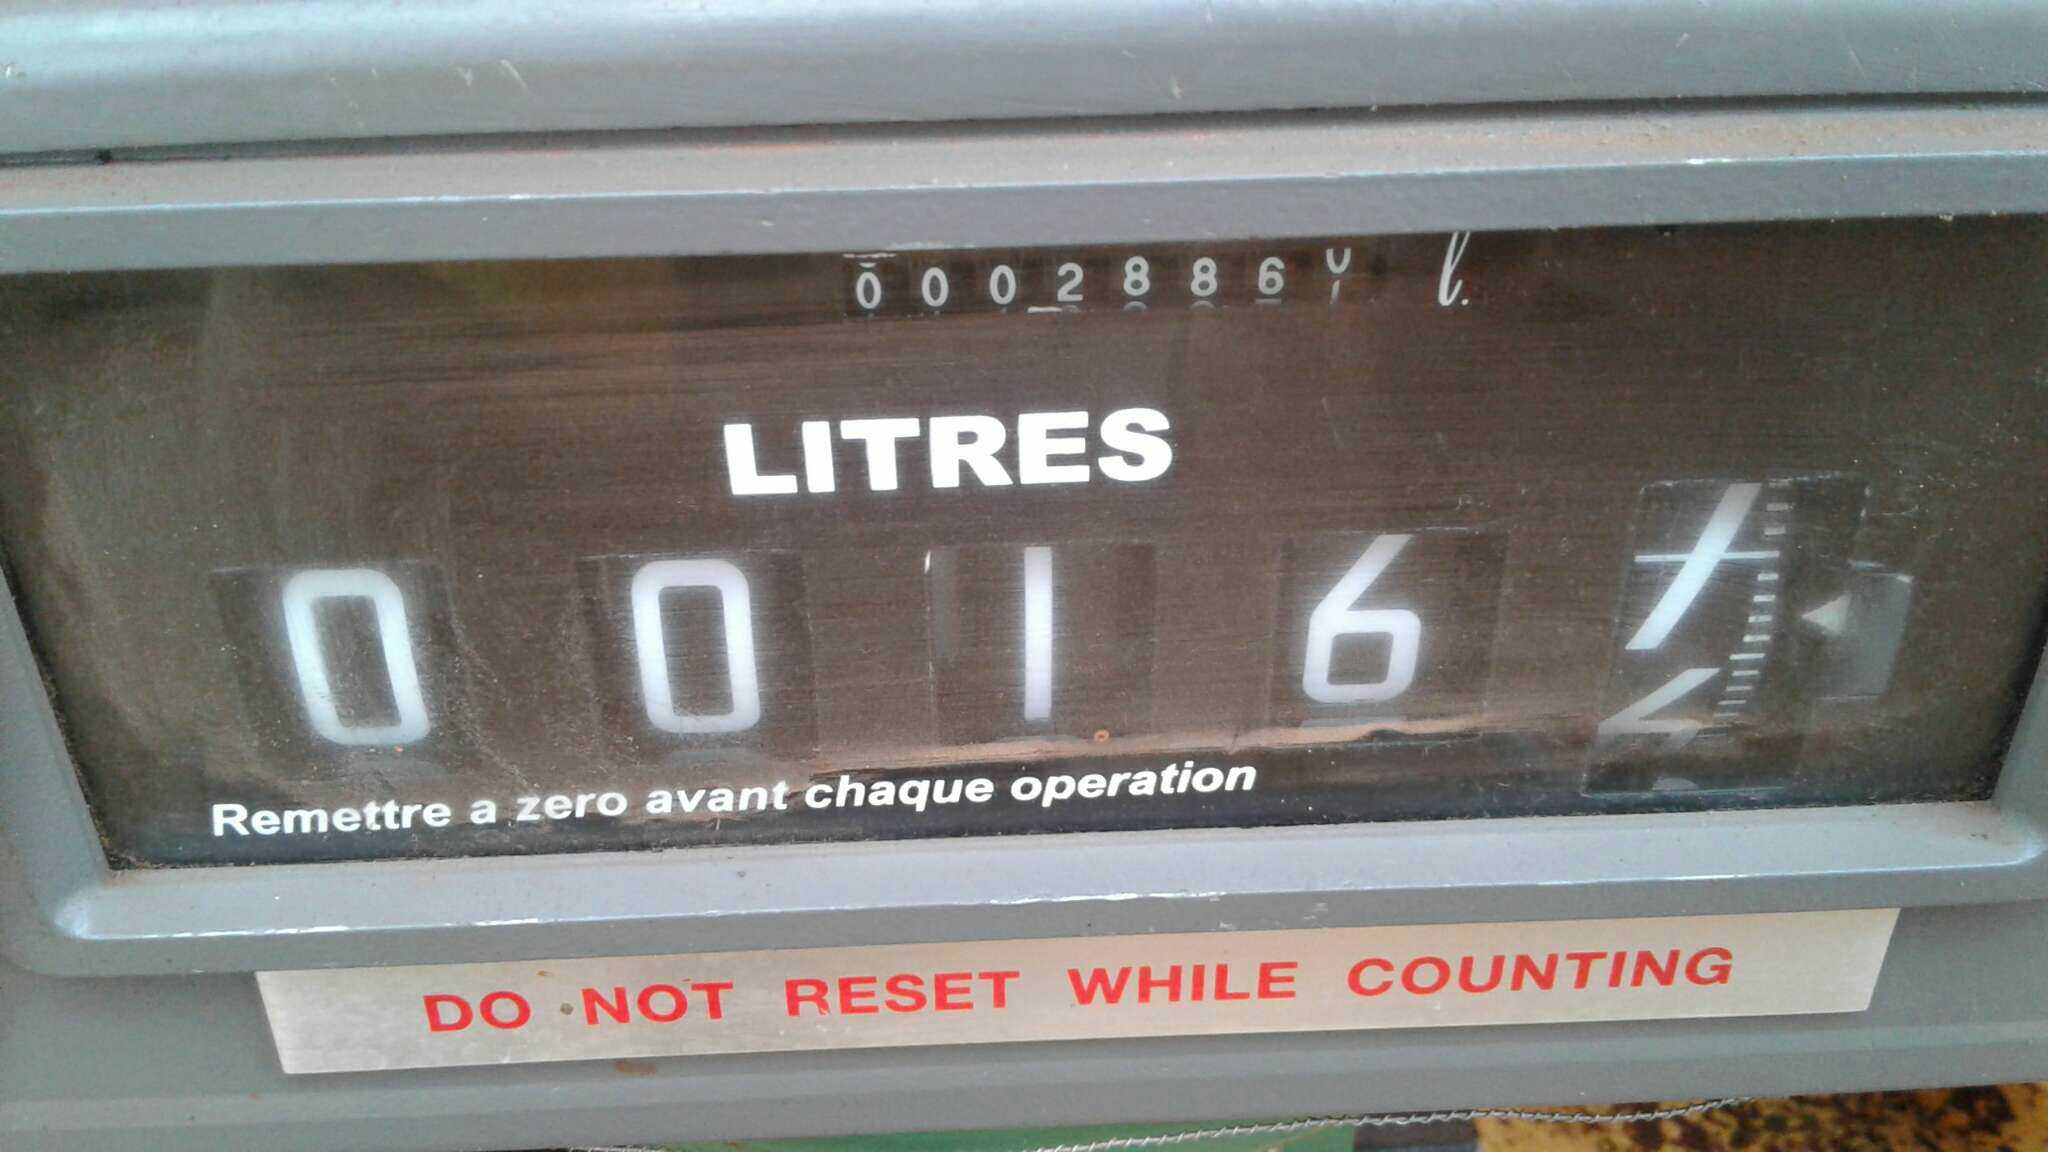 0002886 l.
LITRES
0016
Remettre a zero avant chaque operation
DO NOT RESET WHILE COUNTING